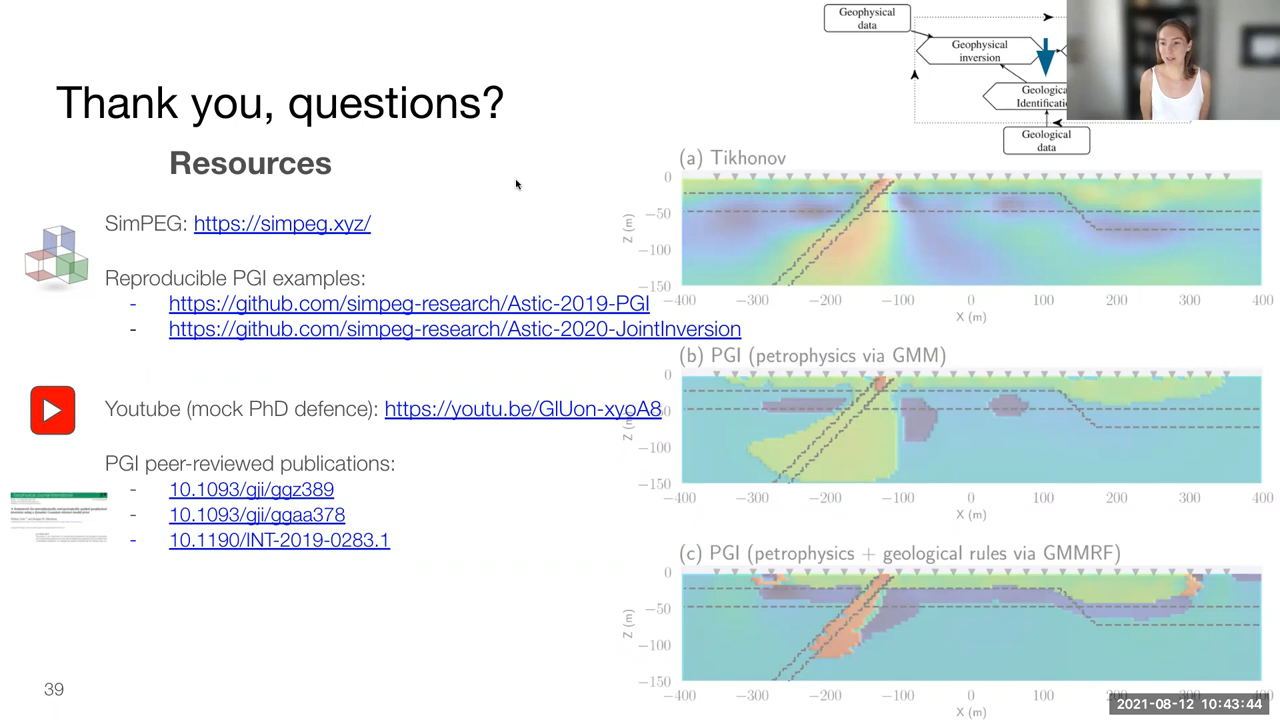 Geophysical
data
Geophysical
inversion
Geologica
Identificati
Geological
data
Thank you, questions?
Resources
SimPEG: https://simpeg.xyz/
Reproducible PGI examples:
- https://github.com/simpeg-research/Astic-2019-PGI
- https://github.com/simpeg-research/Astic-2020-JointInversion
Youtube (mock PhD defence): https://youtu.be/GlUon-xyoA8
PGI peer-reviewed publications:
- 10.1093/gji/ggz389
- 10.1093/gji/ggaa378
- 10.1190/INT-2019-0283.1
39
(a) Tikhonov
0
−50
−100
−150
Z (m)
−400 −300 −200 −100 0 100 200 300 400
X (m)
(b) PGI (petrophysics via GMM)
0
−100
−150
Z (m)
−400 −300 −200 −100 0 100 200 300 400
X (m)
(c) PGI (petrophysics + geological rules via GMMRF)
0
−50
−100
−150
Z (m)
−400 −300 −200 −100 0 100
X (m)
2021-08-12 10:43:44